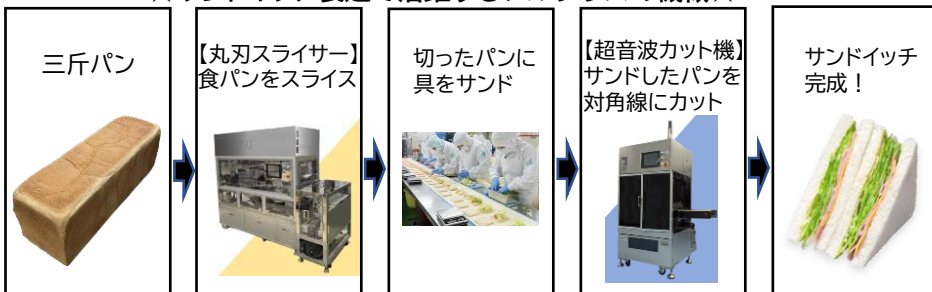 三斤パン
【丸刃スライサー】
食パンをスライス
切ったパンに
具をサンド
【超音波カット機】
サンドしたパンを
対角線にカット
サンドイッチ
完成！